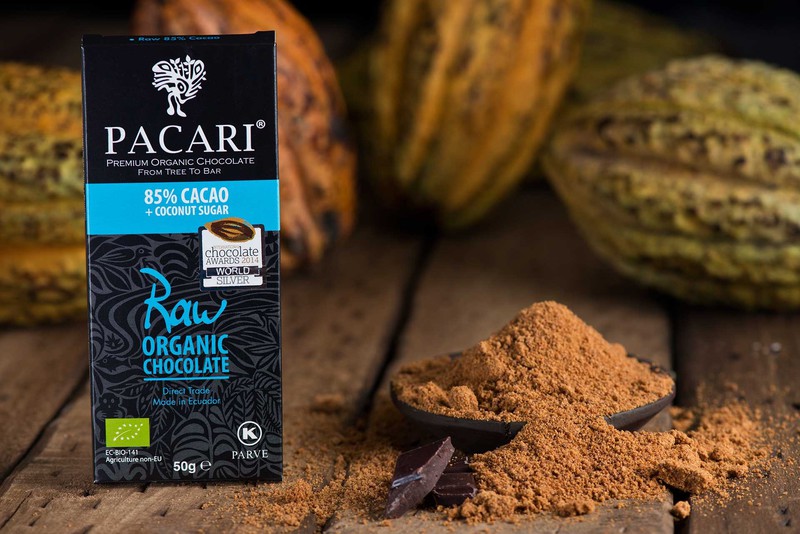 Raw 85% Cacao
PACARI®
PREMIUM ORGANIC CHOCOLATE
FROM TREE TO BAR
85% CACAO
+ COCONUT SUGAR
chocolate
AWARDS 2014
WORLD
SILVER
Raw
ORGANIC
CHOCOLATE
Direct Trade
Made in Ecuador
EC-BIO-141
Agriculture non-EU
50g ℮
K
PARVE